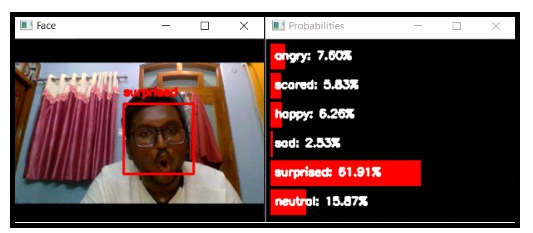 Face
surprised
Probabilities
angry: 7.60%
scared: 5.83%
happy: 6.26%
sad: 2.53%
surprised: 61.91%
neutral: 15.87%